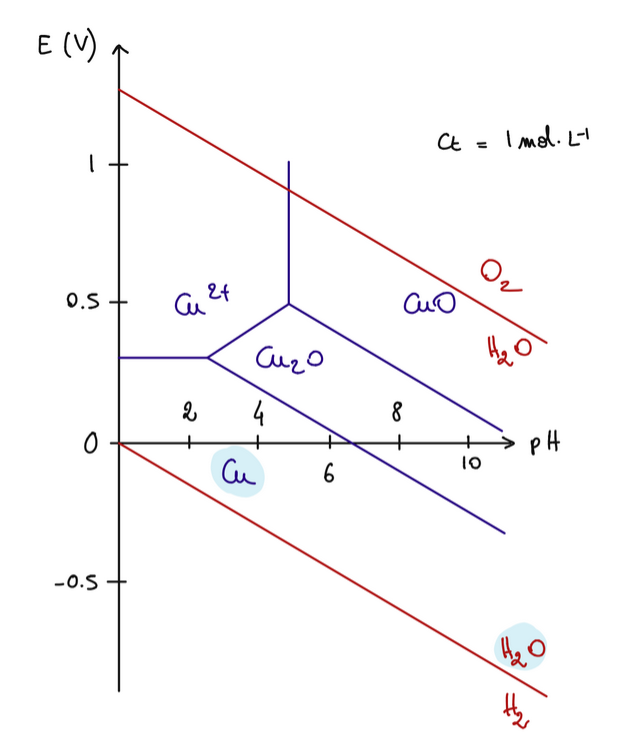 E (V)
1
Ct = 1 mol. L-1
O2
0.5
Cu2+
CuO
H2O
Cu2O
2
4
8
0
pH
Cu
6
10
-0.5
H2O
H2